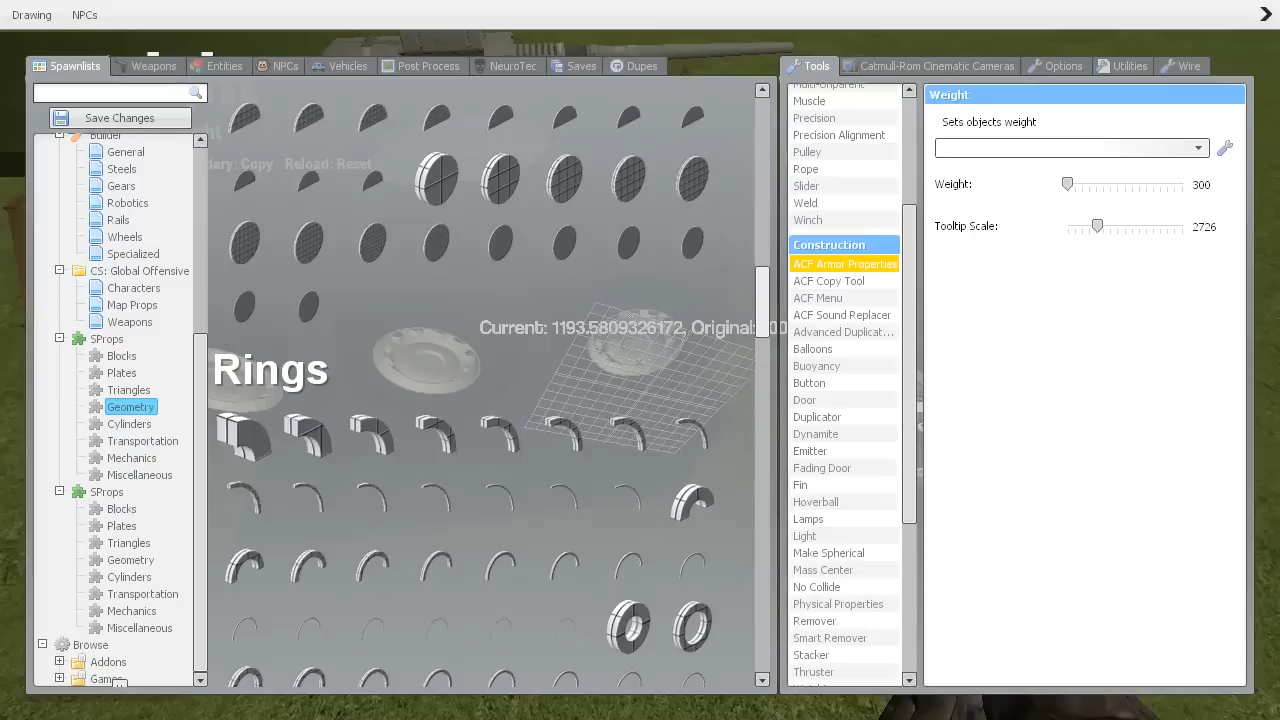 Drawing NPCs
Spawnlists Weapons Entities NPCs Vehicles Post Process NeuroTec Saves Dupes
Save Changes
Builder
General
Steels
Gears
Robotics
Rails
Wheels
Specialized
CS: Global Offensive
Characters
Map Props
Weapons
SProps
Blocks
Plates
Triangles
Geometry
Cylinders
Transportation
Mechanics
Miscellaneous
SProps
Blocks
Plates
Triangles
Geometry
Cylinders
Transportation
Mechanics
Miscellaneous
Browse
Addons
Games
Copy Reload: Reset
Current: 1193.5809326172, Original:
Rings
Tools Catmull-Rom Cinematic Cameras Options Utilities Wire
Multi-Unparent
Muscle
Precision
Precision Alignment
Pulley
Rope
Slider
Weld
Winch
Construction
ACF Armor Properties
ACF Copy Tool
ACF Menu
ACF Sound Replacer
Advanced Duplicat...
Balloons
Buoyancy
Button
Door
Duplicator
Dynamite
Emitter
Fading Door
Fin
Hoverball
Lamps
Light
Make Spherical
Mass Center
No Collide
Physical Properties
Remover
Smart Remover
Stacker
Thruster
Weight
Sets objects weight
Weight: 300
Tooltip Scale: 2726